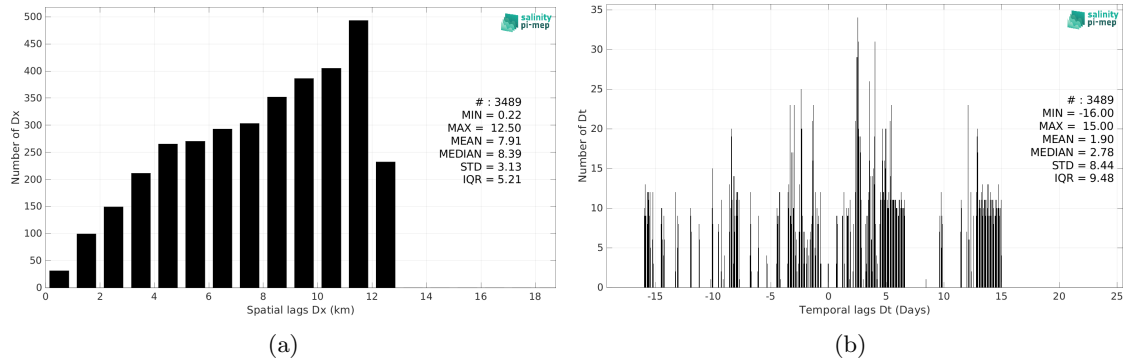 salinity
pi-mep
500
450
400
350
300
250
200
150
100
50
0
Number of Dx
# : 3489
MIN = 0.22
MAX = 12.50
MEAN = 7.91
MEDIAN = 8.39
STD = 3.13
IQR = 5.21
0 2 4 6 8 10 12 14 16 18
Spatial lags Dx (km)
(a)
salinity
pi-mep
35
30
25
20
15
10
5
0
Number of Dt
# : 3489
MIN = -16.00
MAX = 15.00
MEAN = 1.90
MEDIAN = 2.78
STD = 8.44
IQR = 9.48
-15 -10 -5 0 5 10 15 20 25
Temporal lags Dt (Days)
(b)